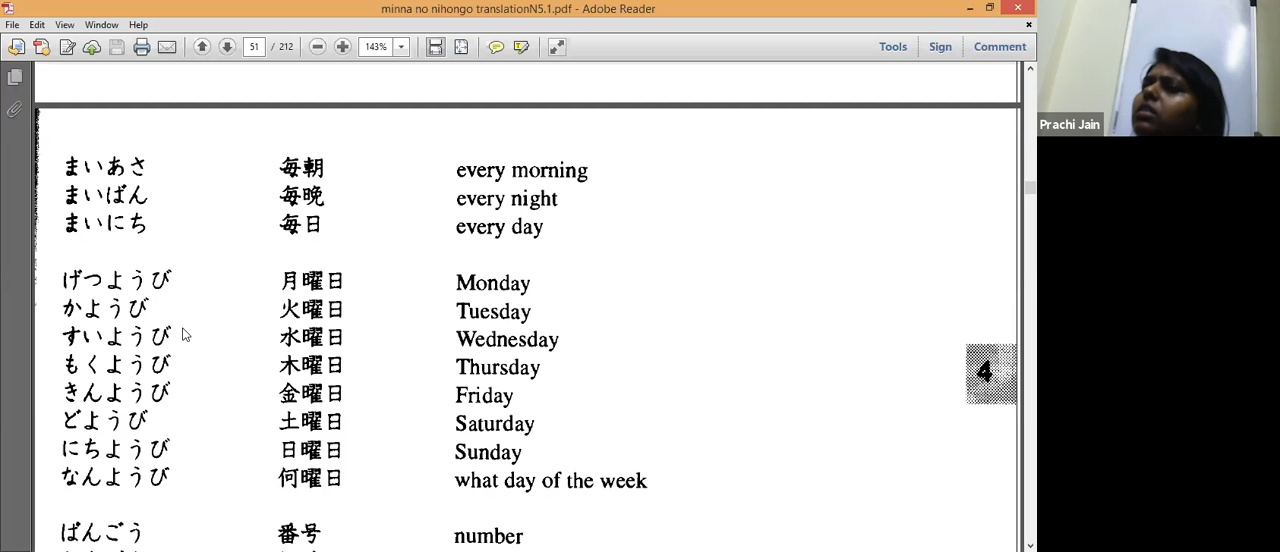 minna no nihongo translationN5.1.pdf - Adobe Reader
File Edit View Window Help
51 / 212 143% Tools Sign Comment
Prachi Jain
まいあさ 毎朝 every morning
まいばん 毎晩 every night
まいにち 毎日 every day
げつようび 月曜日 Monday
かようび 火曜日 Tuesday
すいようび 水曜日 Wednesday
もくようび 木曜日 Thursday
4
きんようび 金曜日 Friday
どようび 土曜日 Saturday
にちようび 日曜日 Sunday
なんようび 何曜日 what day of the week
ばんごう 番号 number